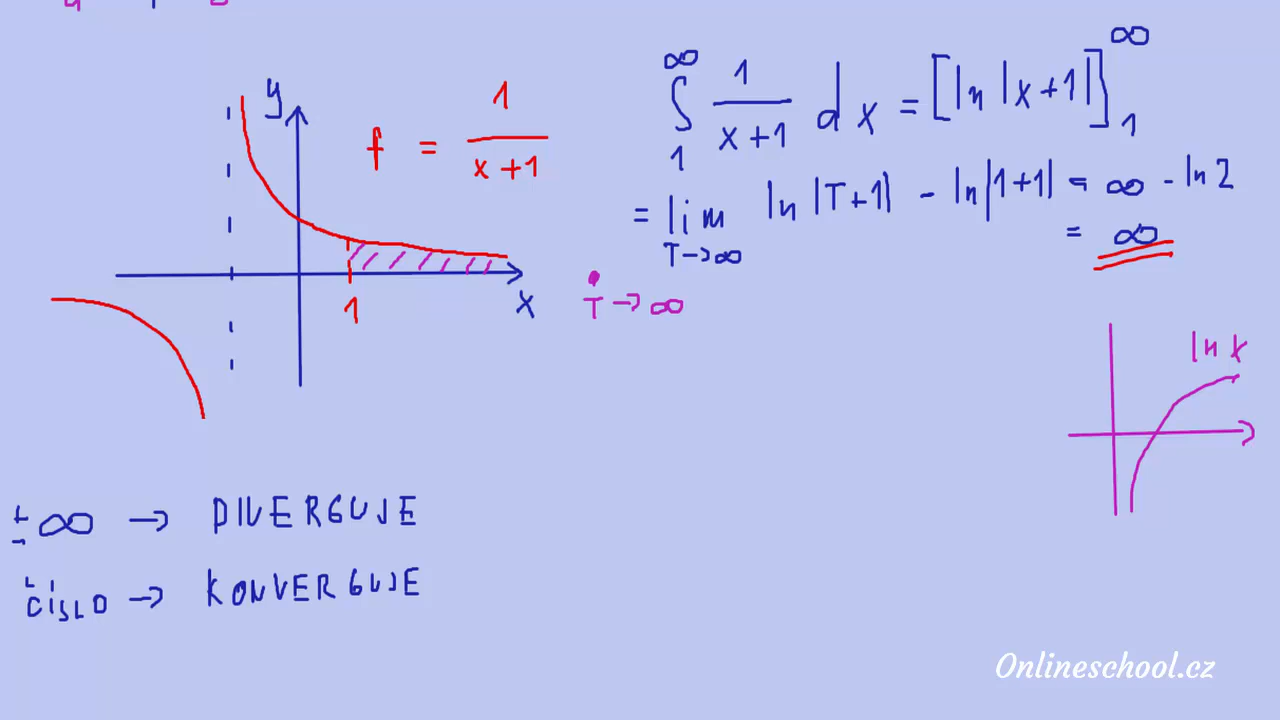 y
f = 1/(x+1)
1
x
T→∞
∫₁^∞ 1/(x+1) dx = [ln |x+1|]₁^∞
= lim T→∞ ln |T+1| - ln|1+1| = ∞ - ln 2
= ∞
ln x
±∞ → DIVERGUJE
ČÍSLO → KONVERGUJE
Onlineschool.cz